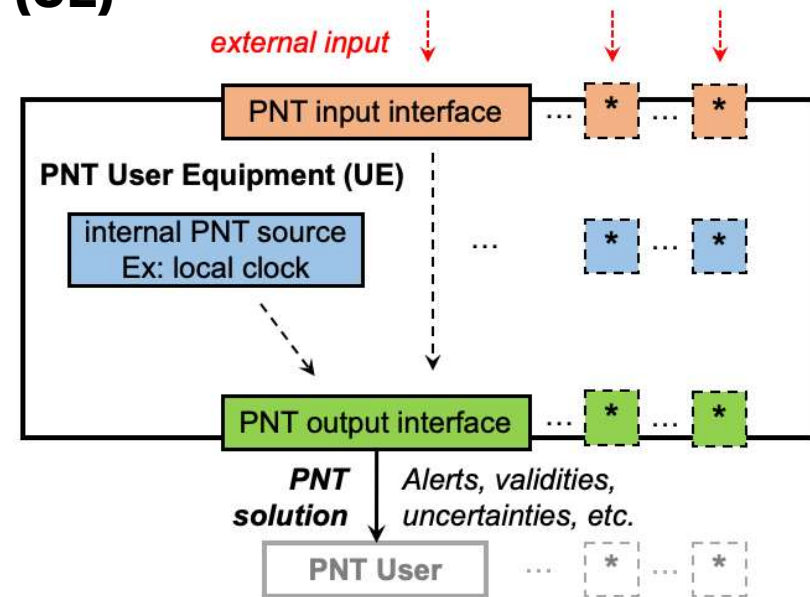 (UE)
external input
PNT input interface ... * ... *
PNT User Equipment (UE)
internal PNT source
Ex: local clock
... * ... *
PNT output interface ... * ... *
PNT
solution
Alerts, validities,
uncertainties, etc.
PNT User ... * ... *